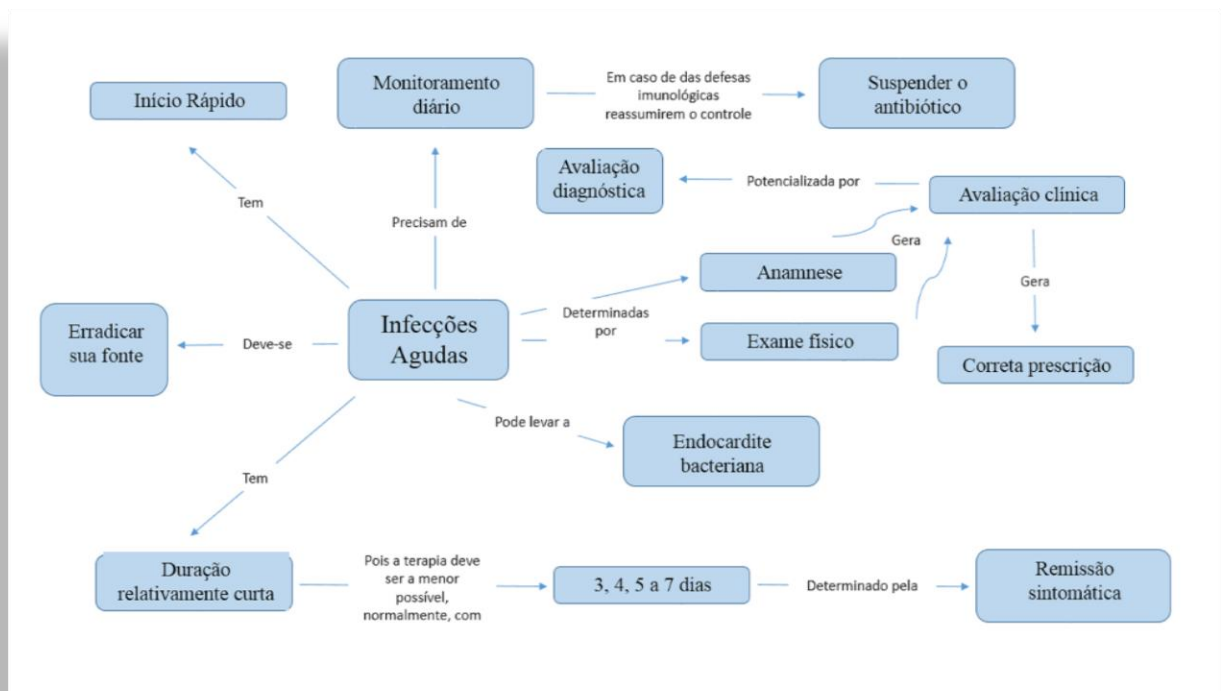 Início Rápido
Monitoramento
diário
Em caso de das defesas
imunológicas
reassumirem o controle
Suspender o
antibiótico
Avaliação
diagnóstica
Potencializada por
Avaliação clínica
Tem
Precisam de
Gera
Anamnese
Gera
Determinadas
por
Infecções
Agudas
Erradicar
sua fonte
Deve-se
Exame físico
Correta prescrição
Pode levar a
Endocardite
bacteriana
Tem
Duração
relativamente curta
Pois a terapia deve
ser a menor
possível,
normalmente, com
3, 4, 5 a 7 dias
Determinado pela
Remissão
sintomática